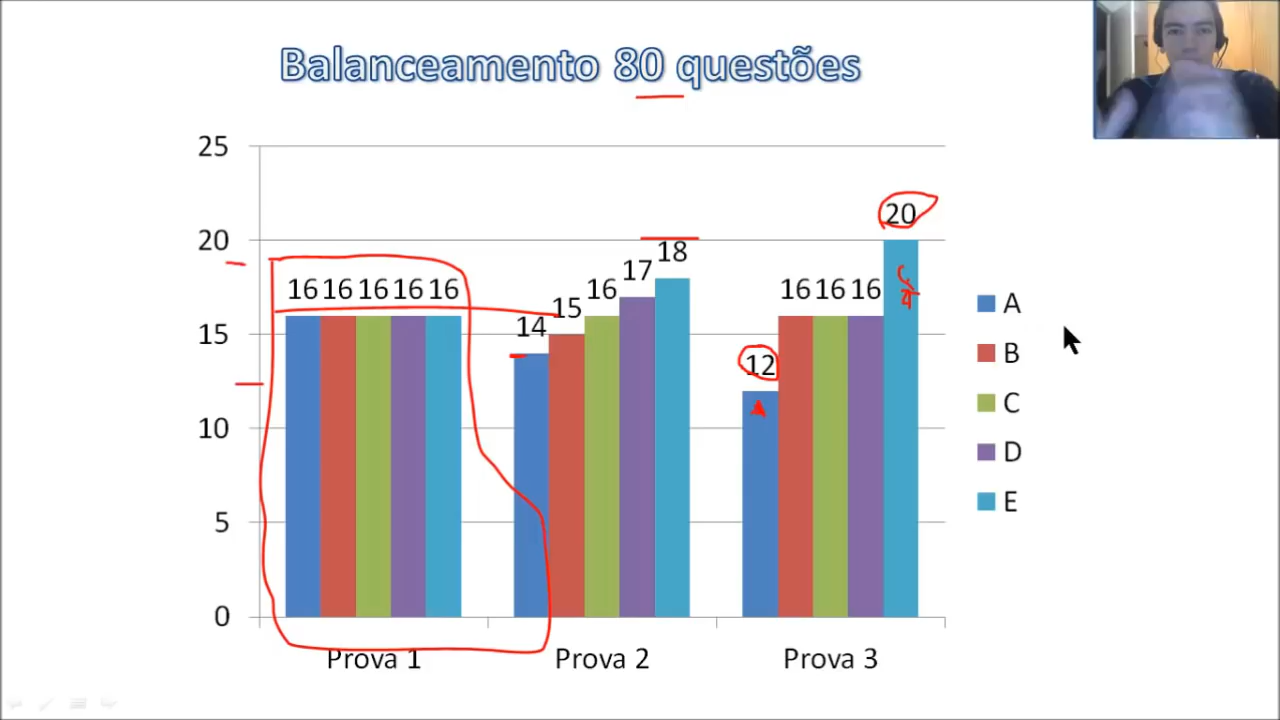 Balanceamento 80 questões
25
20
15
10
5
0
16 16 16 16 16
14 15 16 17 18
12 16 16 16 20
Prova 1 Prova 2 Prova 3
A
B
C
D
E